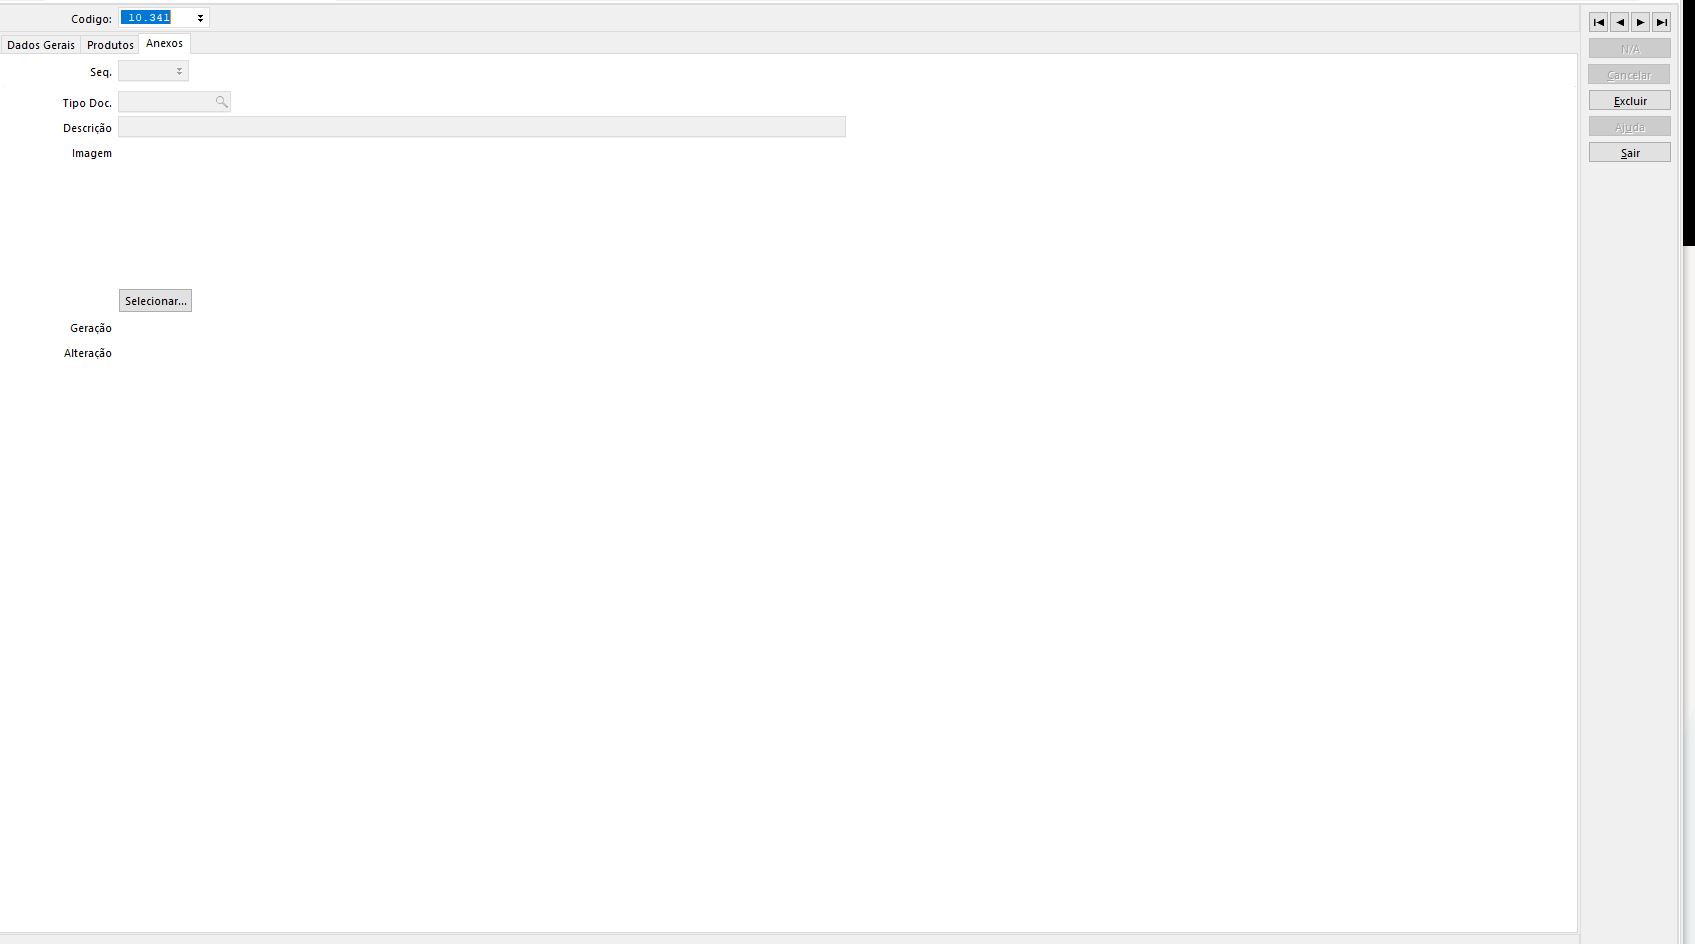 Codigo: 10.341
Dados Gerais Produtos Anexos
Seq.
Tipo Doc.
Descrição
Imagem
Selecionar...
Geração
Alteração
N/A
Cancelar
Excluir
Ajuda
Sair